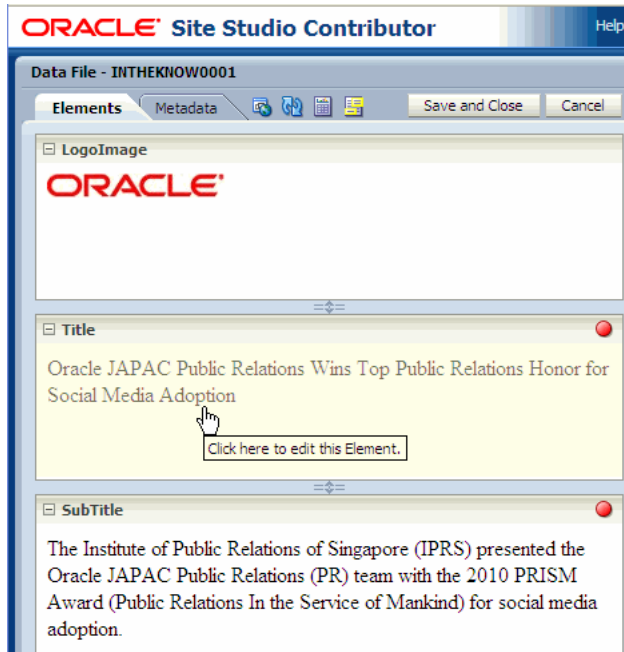 ORACLE Site Studio Contributor
Help
Data File - INTHEKNOW0001
Elements Metadata Save and Close Cancel
LogoImage
ORACLE
Title
Oracle JAPAC Public Relations Wins Top Public Relations Honor for
Social Media Adoption
Click here to edit this Element.
SubTitle
The Institute of Public Relations of Singapore (IPRS) presented the
Oracle JAPAC Public Relations (PR) team with the 2010 PRISM
Award (Public Relations In the Service of Mankind) for social media
adoption.